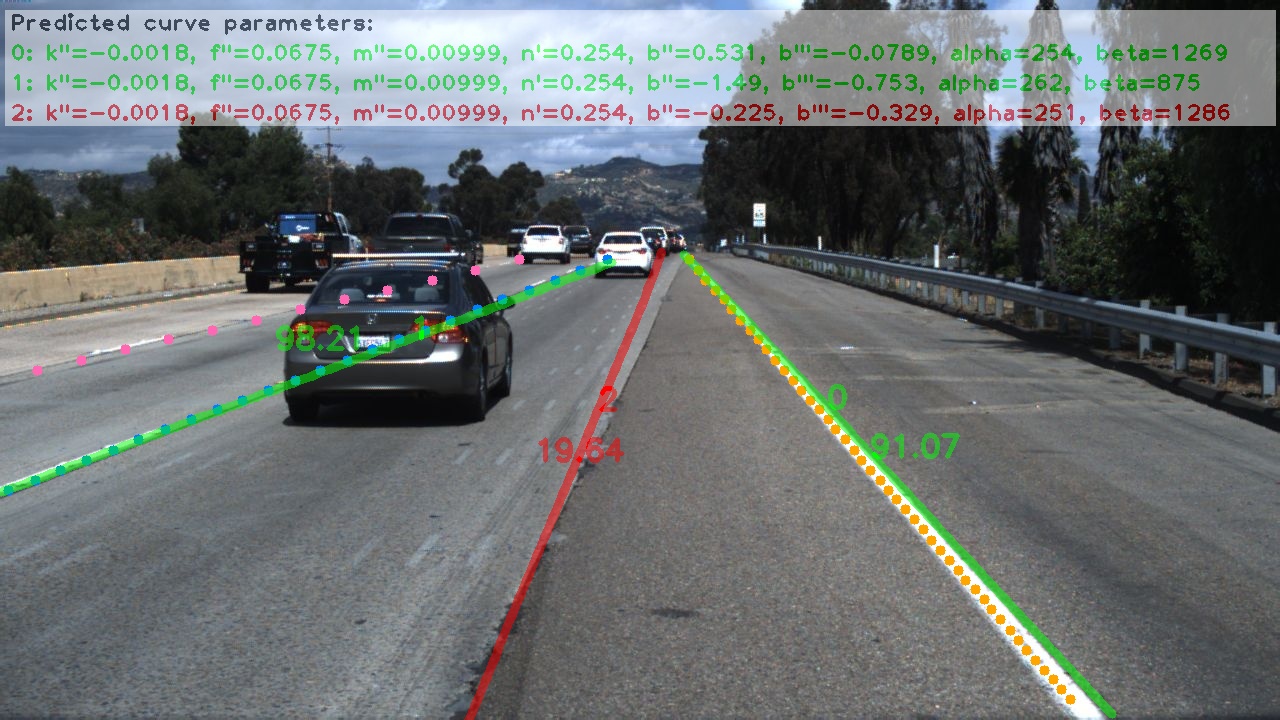 Predicted curve parameters:
0: k''=-0.0018, f''=0.0675, m''=0.00999, n'=0.254, b''=0.531, b'''=-0.0789, alpha=254, beta=1269
1: k''=-0.0018, f''=0.0675, m''=0.00999, n'=0.254, b''=-1.49, b'''=-0.753, alpha=262, beta=875
2: k''=-0.0018, f''=0.0675, m''=0.00999, n'=0.254, b''=-0.225, b'''=-0.329, alpha=251, beta=1286
98.21
1
2
19.64
0
91.07